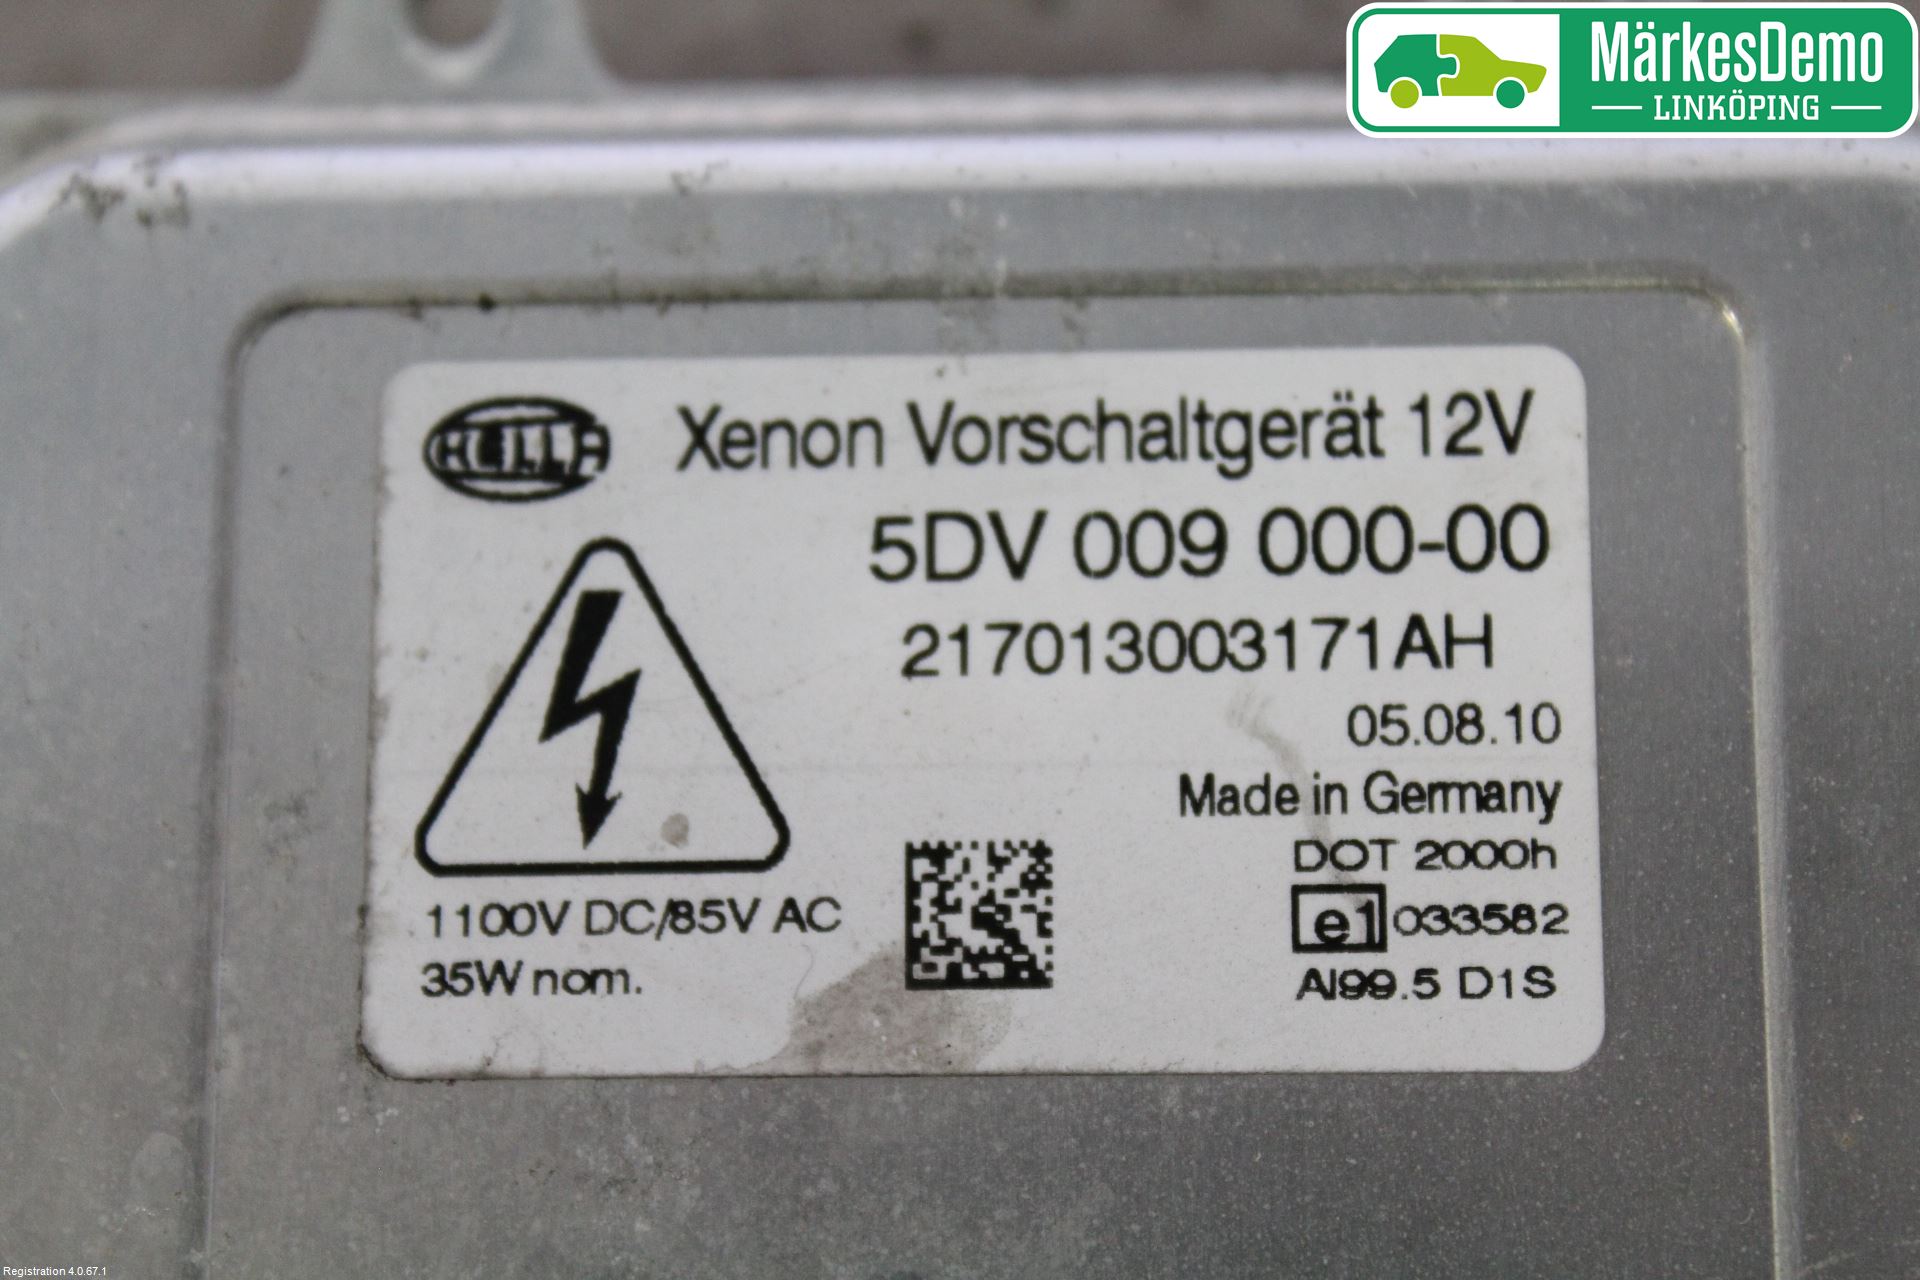 MärkesDemo
LINKÖPING
HELLA
Xenon Vorschaltgerät 12V
5DV 009 000-00
217013003171AH
05.08.10
Made in Germany
DOT 2000h
1100V DC/85V AC
e1 033582
35W nom.
AI99.5 D1S
Registration 4.0.67.1